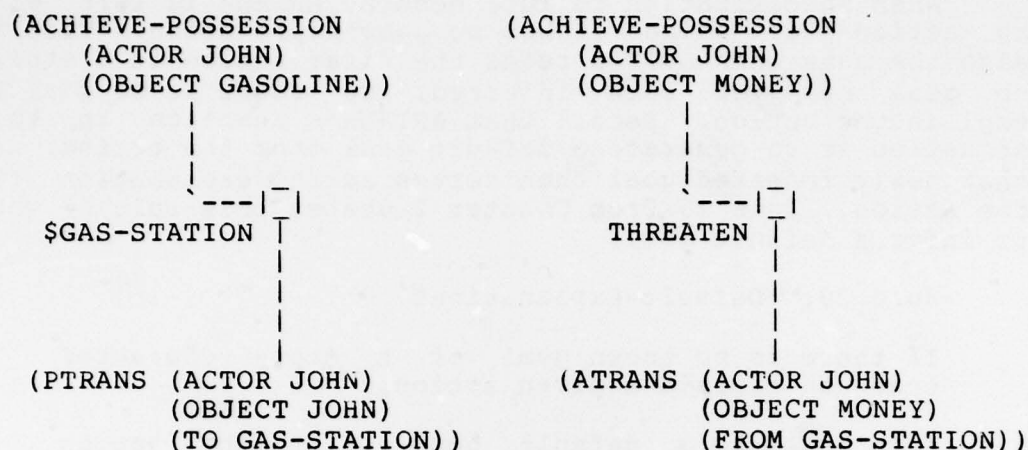 (ACHIEVE-POSSESSION (ACHIEVE-POSSESSION
(ACTOR JOHN) (ACTOR JOHN)
(OBJECT GASOLINE)) (OBJECT MONEY))
$GAS-STATION THREATEN
(PTRANS (ACTOR JOHN) (ATRANS (ACTOR JOHN)
(OBJECT JOHN) (OBJECT MONEY)
(TO GAS-STATION)) (FROM GAS-STATION))